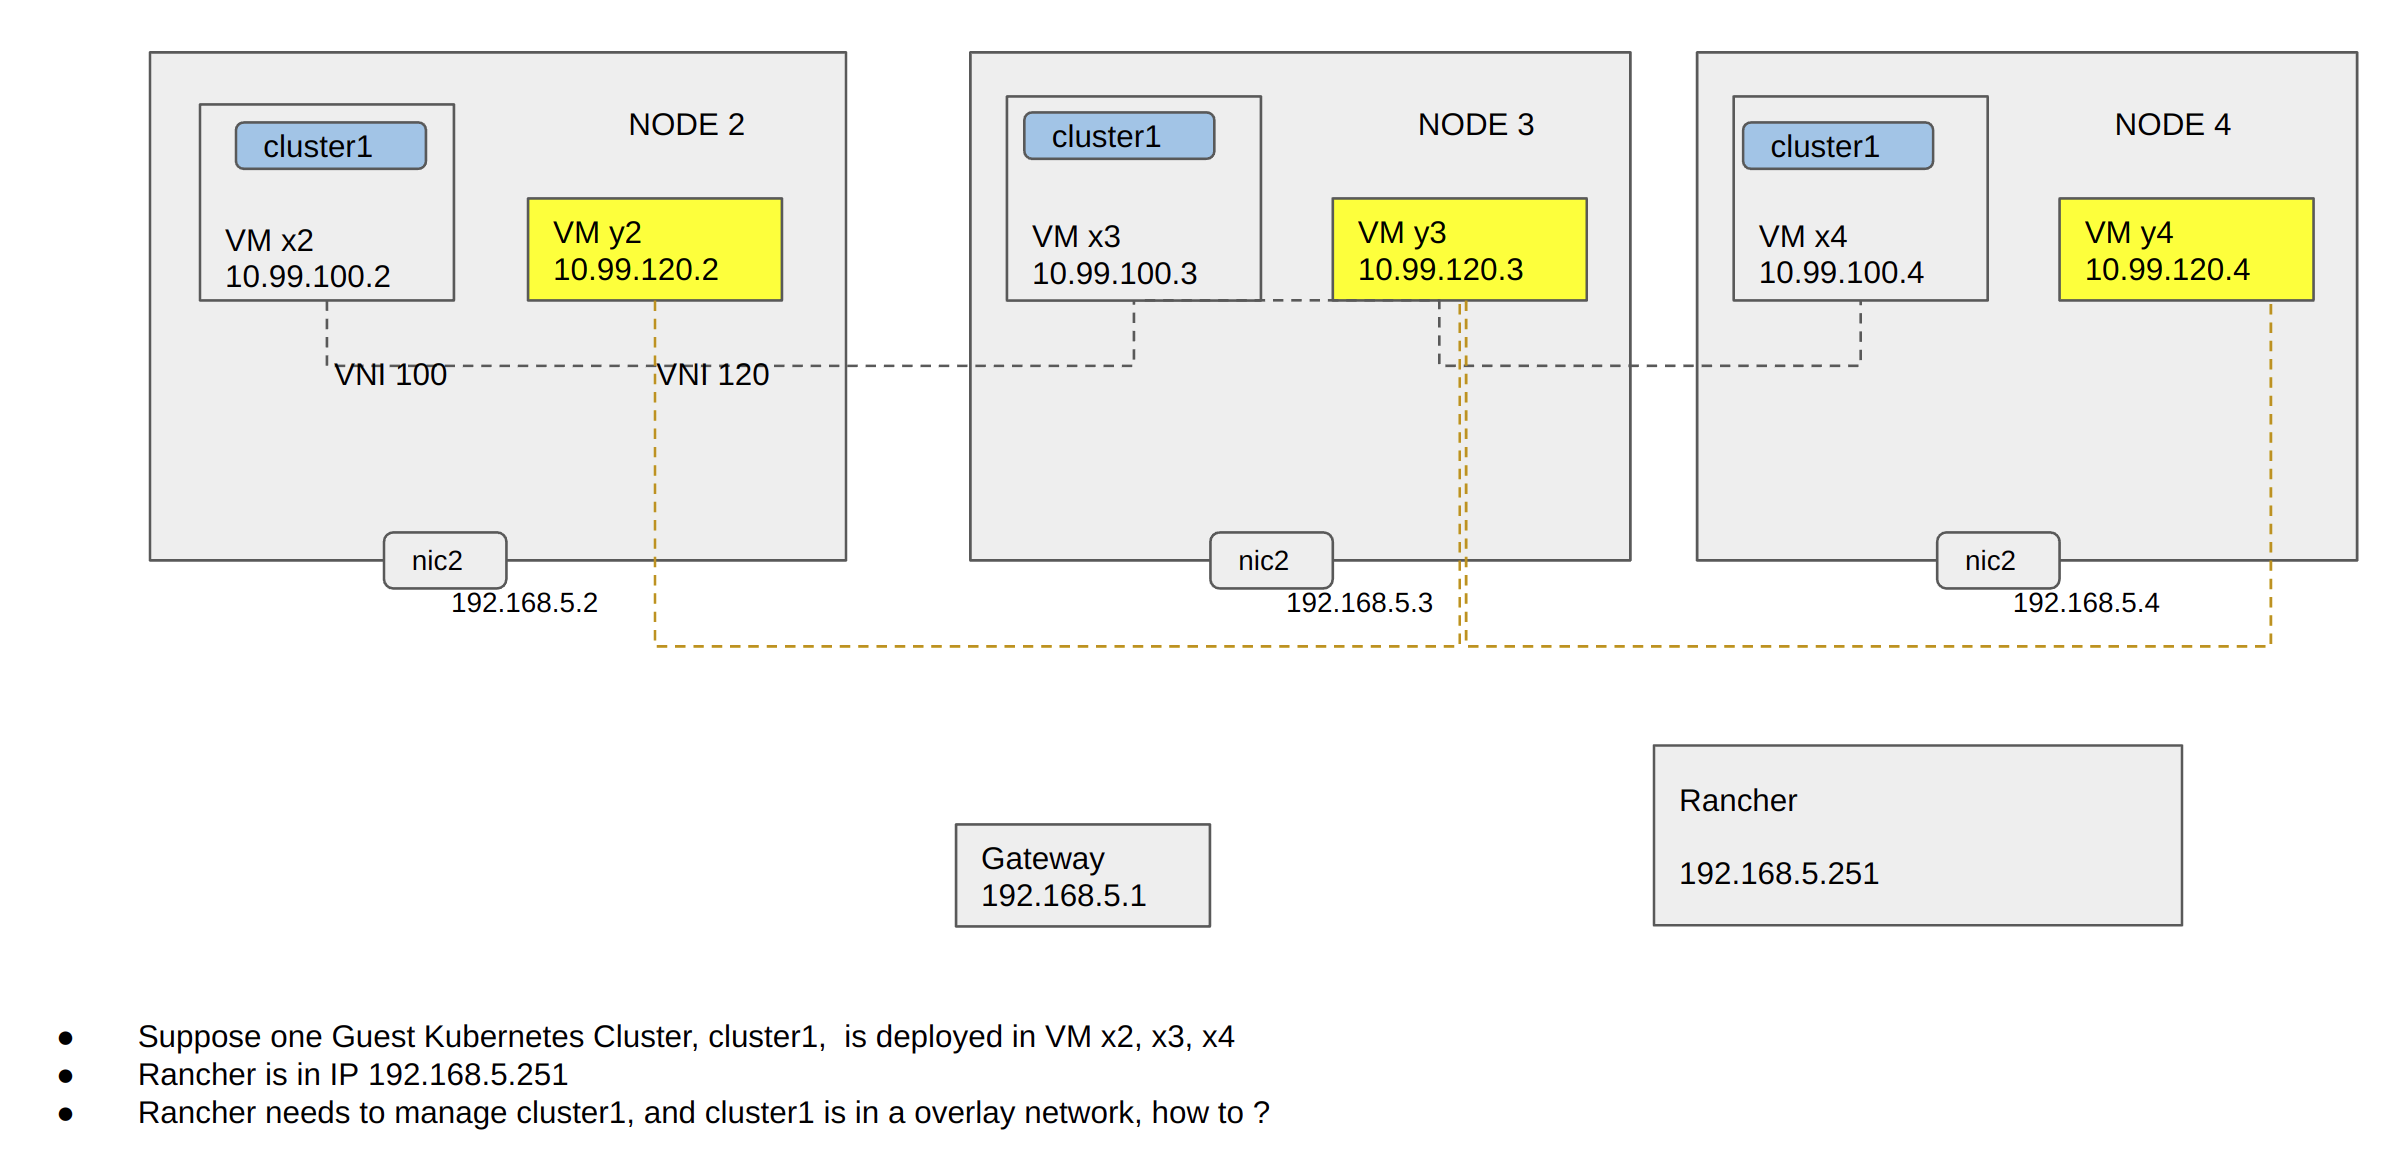 NODE 2
cluster1
VM x2
10.99.100.2
VM y2
10.99.120.2
VNI 100
VNI 120
nic2
192.168.5.2
NODE 3
cluster1
VM x3
10.99.100.3
VM y3
10.99.120.3
nic2
192.168.5.3
NODE 4
cluster1
VM x4
10.99.100.4
VM y4
10.99.120.4
nic2
192.168.5.4
Gateway
192.168.5.1
Rancher
192.168.5.251
● Suppose one Guest Kubernetes Cluster, cluster1,  is deployed in VM x2, x3, x4
● Rancher is in IP 192.168.5.251
● Rancher needs to manage cluster1, and cluster1 is in a overlay network, how to ?